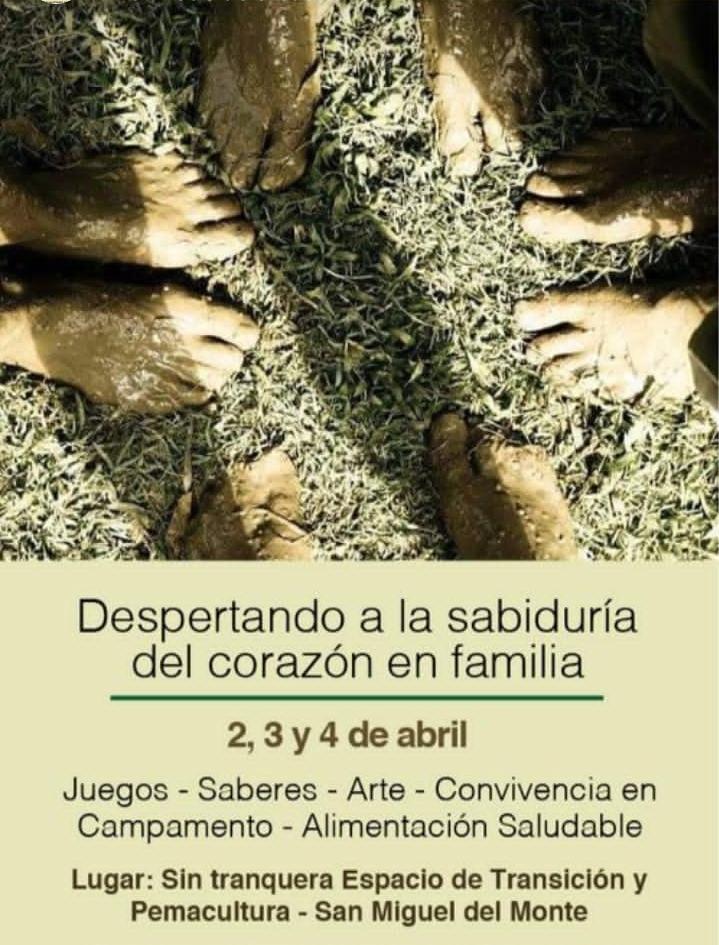 Despertando a la sabiduría
del corazón en familia
2, 3 y 4 de abril
Juegos - Saberes - Arte - Convivencia en
Campamento - Alimentación Saludable
Lugar: Sin tranquera Espacio de Transición y
Pemacultura - San Miguel del Monte